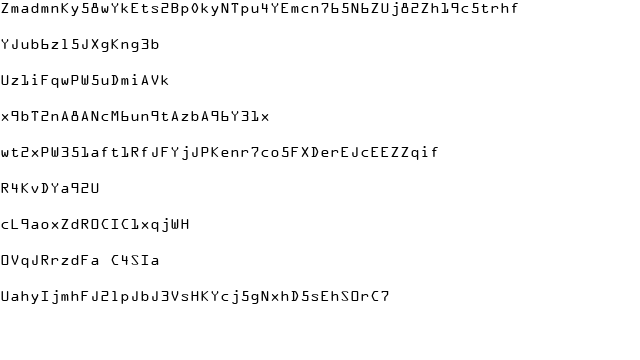 ZmadmnKy58wYkEts2Bp0kyNTpu4YEmcn765N6ZUj82Zh19c5trhf
YJub6z15JXgKng3b
Uz1iFqwPW5uDmiAVk
x9bT2nA8ANcM6un9tAzbA96Y31x
wt2xPW351aft1RfJFYjJPKenr7co5FXDerEJcEEZZqif
R4KvDYa92U
cL9aoxZdROCIC1xqjWH
OVqJRrzdFa C4SIa
UahyIjmhFJ21pJbJ3VsHKYcj5gNxhD5sEhSOrC7